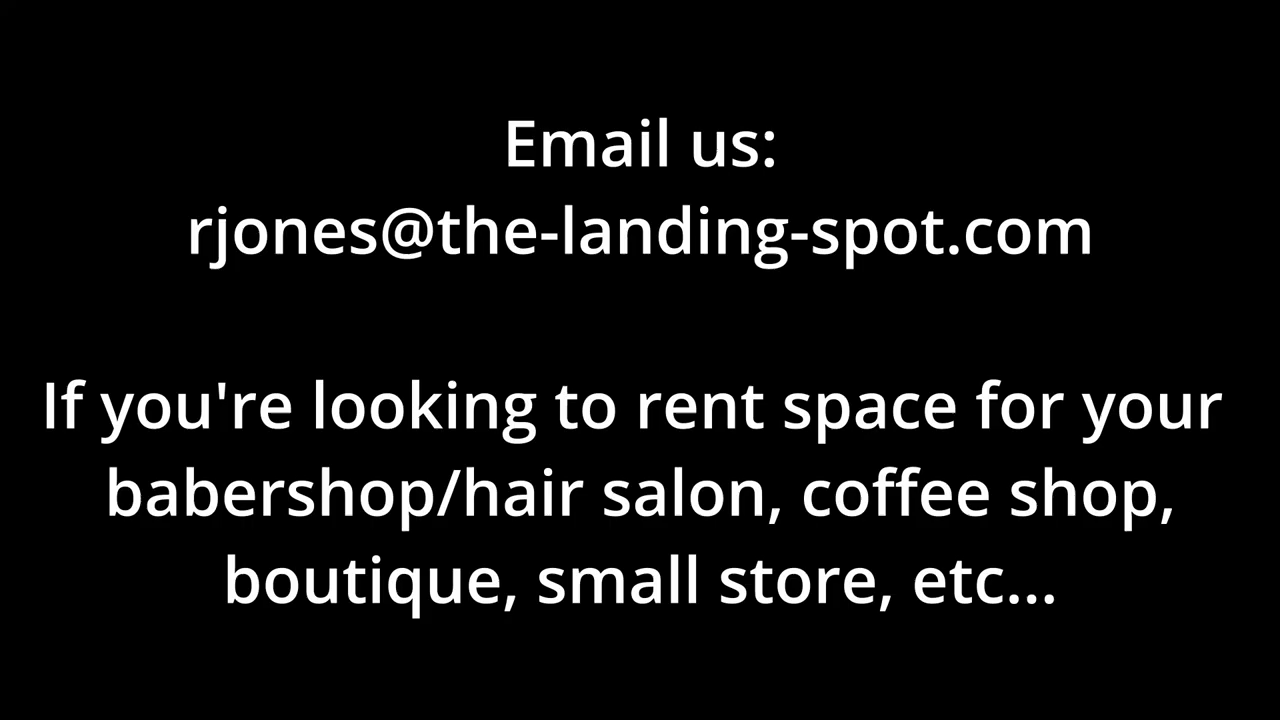 Email us:
rjones@the-landing-spot.com
If you're looking to rent space for your
babershop/hair salon, coffee shop,
boutique, small store, etc...